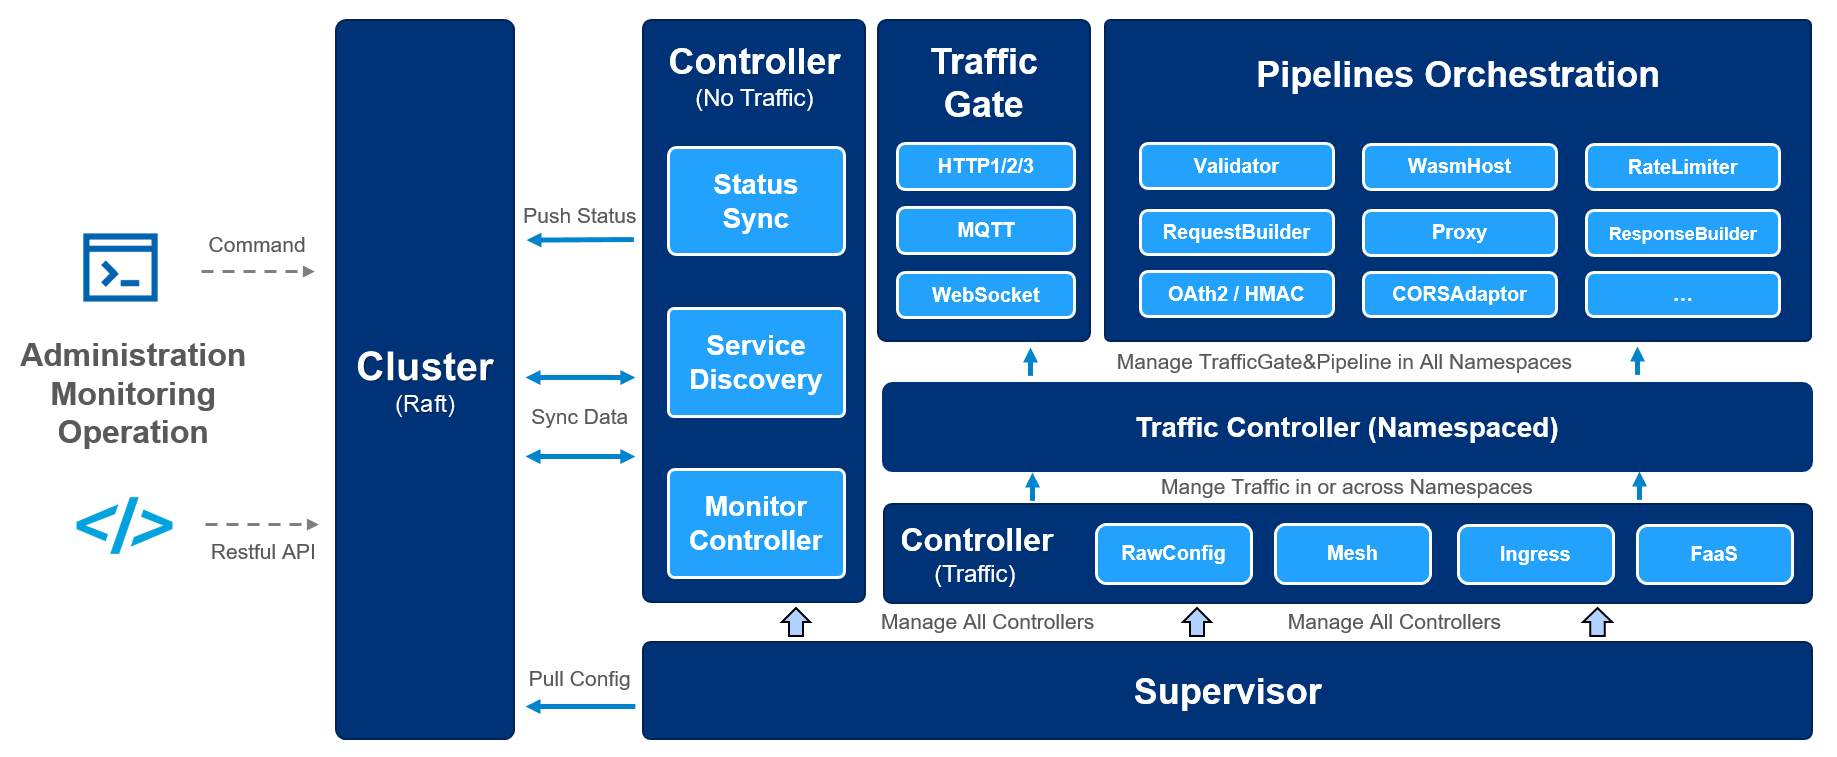 Command
Administration
Monitoring
Operation
</>
Restful API
Cluster
(Raft)
Push Status
Sync Data
Pull Config
Controller
(No Traffic)
Status
Sync
Service
Discovery
Monitor
Controller
Traffic
Gate
HTTP1/2/3
MQTT
WebSocket
Pipelines Orchestration
Validator
WasmHost
RateLimiter
RequestBuilder
Proxy
ResponseBuilder
OAth2 / HMAC
CORSAdaptor
...
Manage TrafficGate&Pipeline in All Namespaces
Traffic Controller (Namespaced)
Mange Traffic in or across Namespaces
Controller
(Traffic)
RawConfig
Mesh
Ingress
FaaS
Manage All Controllers
Manage All Controllers
Supervisor